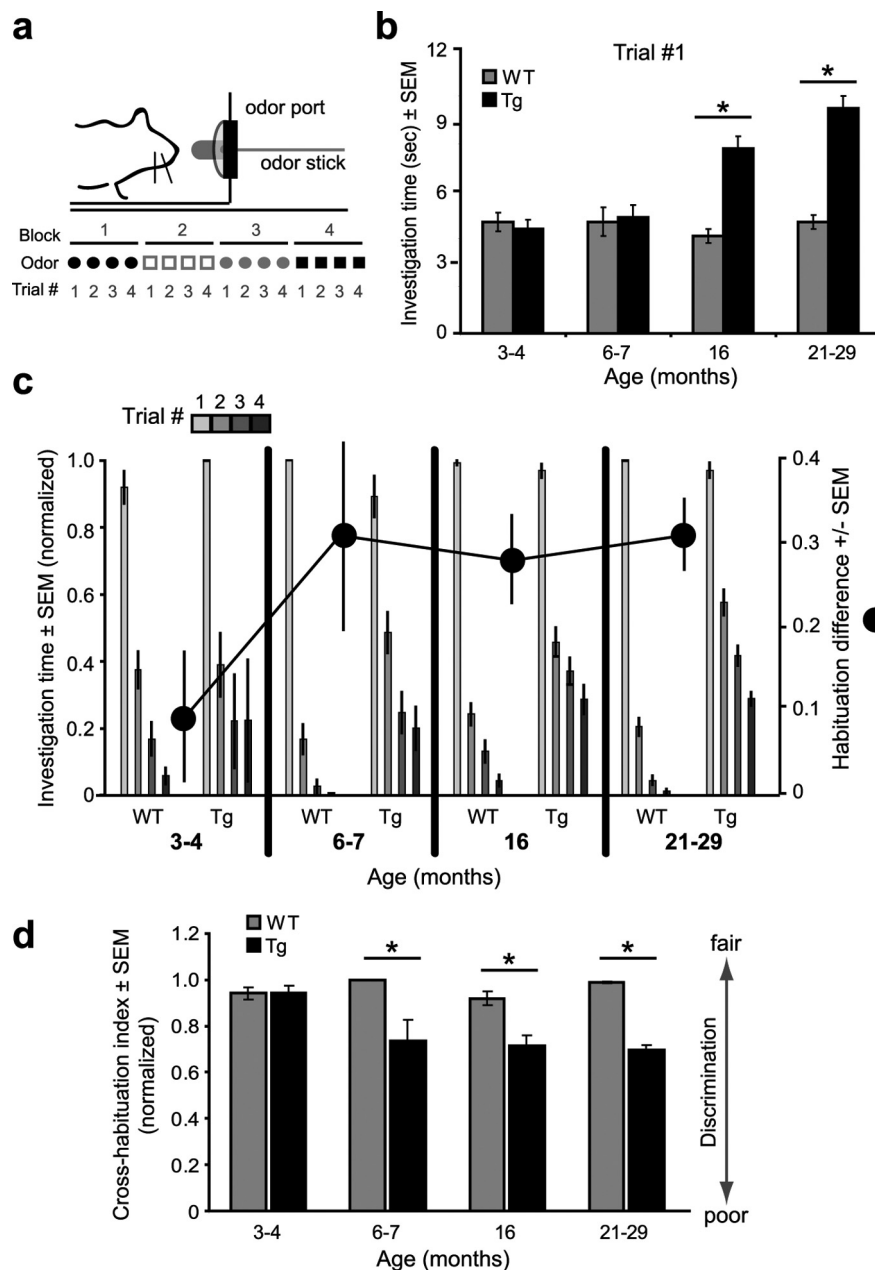 a
odor port
odor stick
Block 1 2 3 4
Odor
Trial # 1 2 3 4 1 2 3 4 1 2 3 4 1 2 3 4
b
Trial #1
WT
Tg
*
*
Investigation time (sec) ± SEM
12
9
6
3
0
3-4 6-7 16 21-29
Age (months)
c
Trial # 1 2 3 4
Investigation time ± SEM (normalized)
1.0
0.8
0.6
0.4
0.2
0
Habituation difference +/- SEM
0.4
0.3
0.2
0.1
0
WT Tg WT Tg WT Tg WT Tg
3-4 6-7 16 21-29
Age (months)
d
WT
Tg
*
*
*
Cross-habituation index ± SEM
(normalized)
1.2
1.0
0.8
0.6
0.4
0.2
0
3-4 6-7 16 21-29
Age (months)
fair
Discrimination
poor